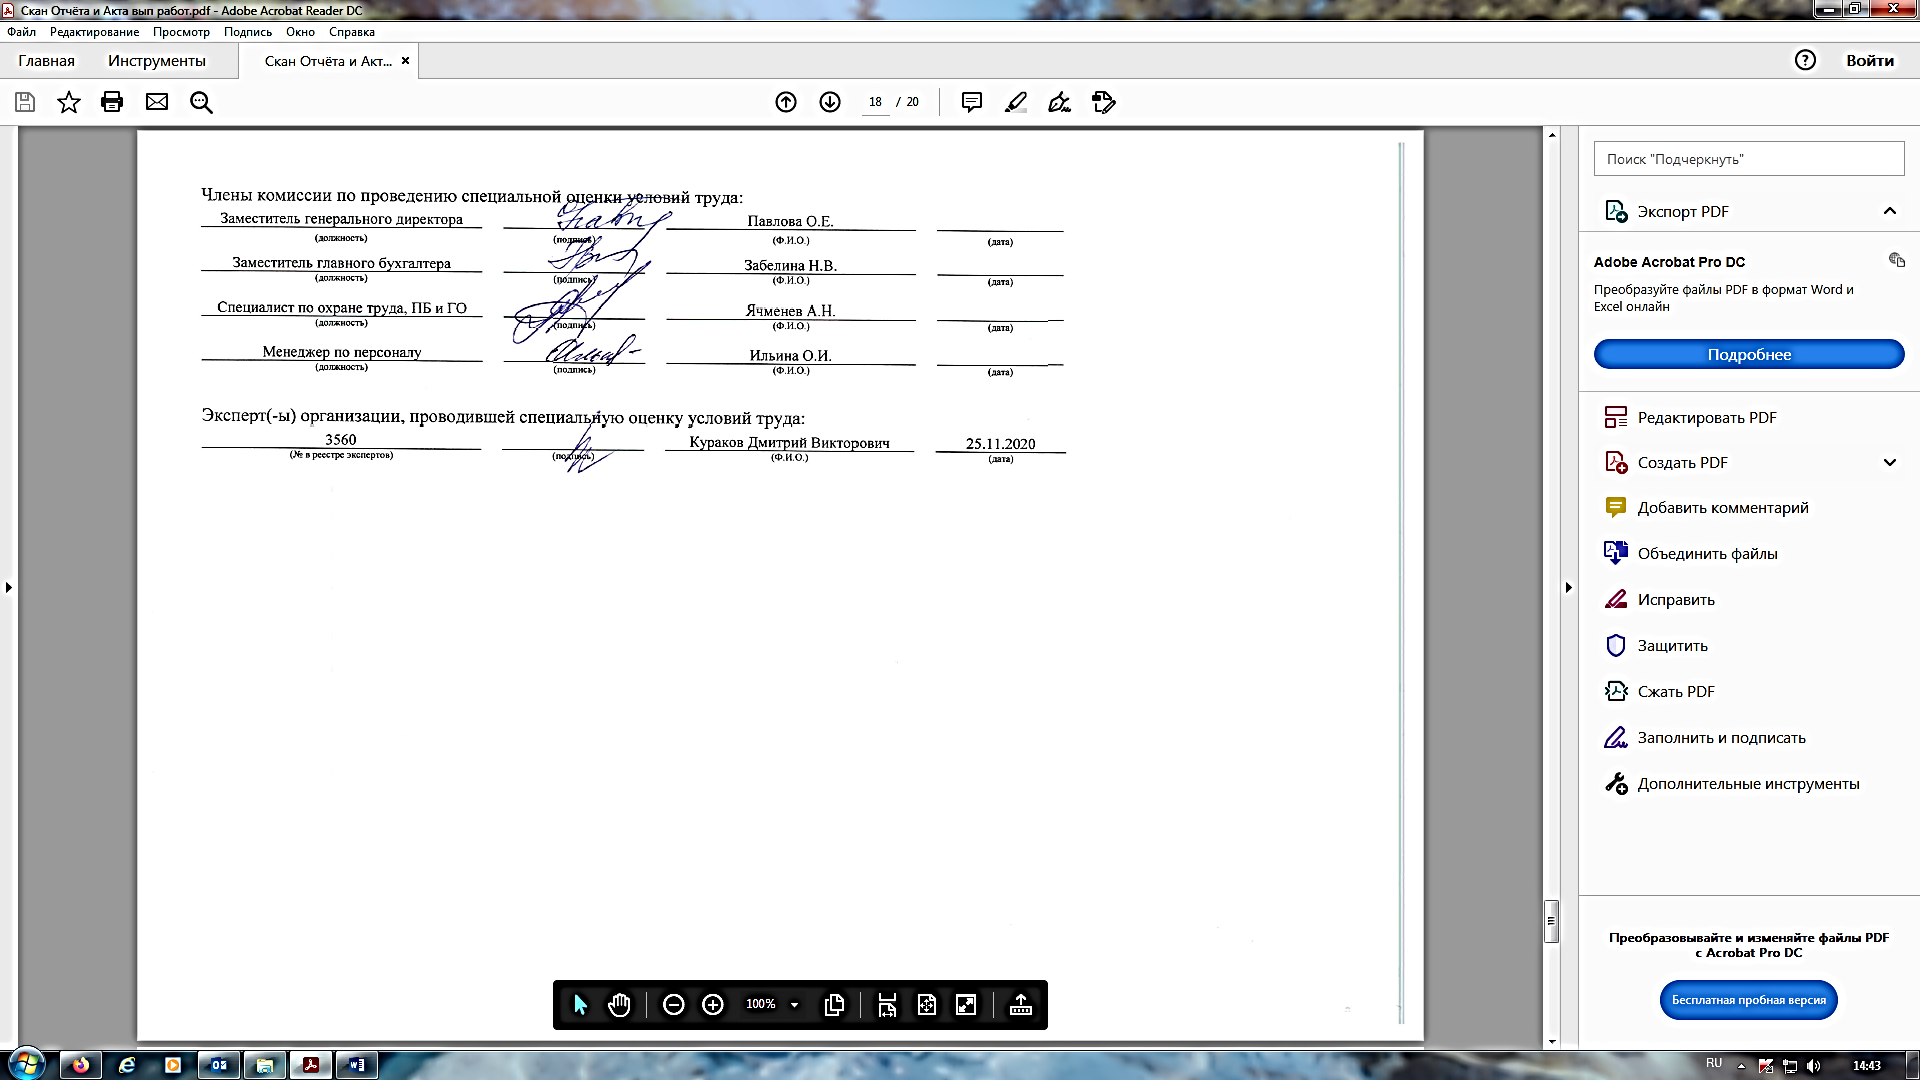 Скан Отчёта и Акта вып работ.pdf - Adobe Acrobat Reader DC
Файл Редактирование Просмотр Подпись Окно Справка
Главная Инструменты Скан Отчёта и Акт... × Войти
18 / 20
Члены комиссии по проведению специальной оценки условий труда:
Заместитель генерального директора Павлова О.Е.
(должность) (подпись) (Ф.И.О.) (дата)
Заместитель главного бухгалтера Забелина Н.В.
(должность) (подпись) (Ф.И.О.) (дата)
Специалист по охране труда, ПБ и ГО Ячменев А.Н.
(должность) (подпись) (Ф.И.О.) (дата)
Менеджер по персоналу Ильина О.И.
(должность) (подпись) (Ф.И.О.) (дата)
Эксперт(-ы) организации, проводившей специальную оценку условий труда:
3560 Кураков Дмитрий Викторович 25.11.2020
(№ в реестре экспертов) (подпись) (Ф.И.О.) (дата)
100%
Поиск "Подчеркнуть"
Экспорт PDF
Adobe Acrobat Pro DC
Преобразуйте файлы PDF в формат Word и
Excel онлайн
Подробнее
Редактировать PDF
Создать PDF
Добавить комментарий
Объединить файлы
Исправить
Защитить
Сжать PDF
Заполнить и подписать
Дополнительные инструменты
Преобразовывайте и изменяйте файлы PDF
с Acrobat Pro DC
Бесплатная пробная версия
RU 14:43